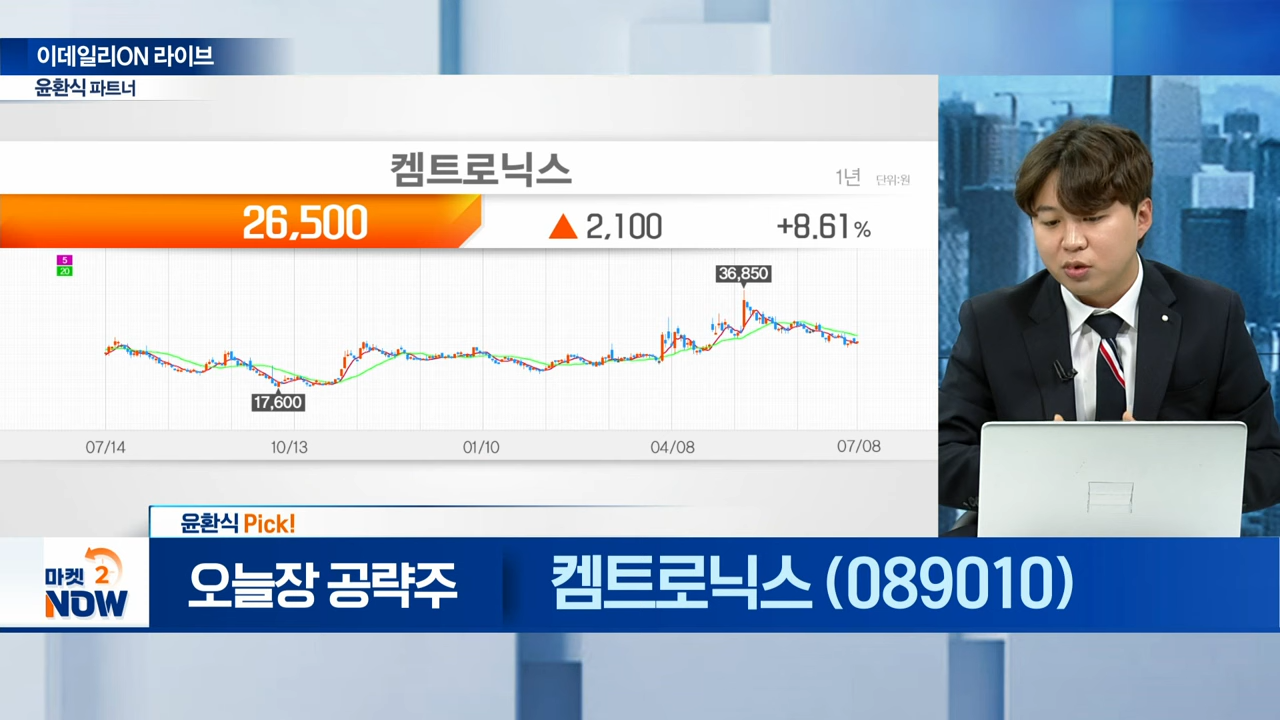 이데일리ON 라이브
윤환식 파트너
켐트로닉스
1년 단위:원
26,500 ▲ 2,100 +8.61%
5
20
36,850
17,600
07/14 10/13 01/10 04/08 07/08
윤환식 Pick!
마켓 2
NOW
오늘장 공략주 켐트로닉스 (089010)